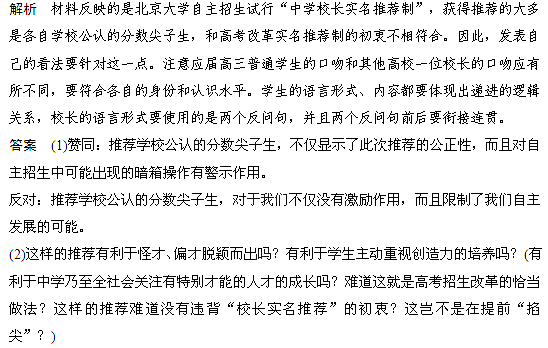 解析　材料反映的是北京大学自主招生试行“中学校长实名推荐制”，获得推荐的大多
是各自学校公认的分数尖子生，和高考改革实名推荐制的初衷不相符合。因此，发表自
己的看法要针对这一点。注意应届高三普通学生的口吻和其他高校一位校长的口吻应有
所不同，要符合各自的身份和认识水平。学生的语言形式、内容都要体现出递进的逻辑
关系，校长的语言形式要使用的是两个反问句，并且两个反问句前后要衔接连贯。
答案　(1)赞同：推荐学校公认的分数尖子生，不仅显示了此次推荐的公正性，而且对自
主招生中可能出现的暗箱操作有警示作用。
反对：推荐学校公认的分数尖子生，对于我们不仅没有激励作用，而且限制了我们自主
发展的可能。
(2)这样的推荐有利于怪才、偏才脱颖而出吗？有利于学生主动重视创造力的培养吗？(有
利于中学乃至全社会关注有特别才能的人才的成长吗？难道这就是高考招生改革的恰当
做法？这样的推荐难道没有违背“校长实名推荐”的初衷？这岂不是在提前“掐
尖”？)